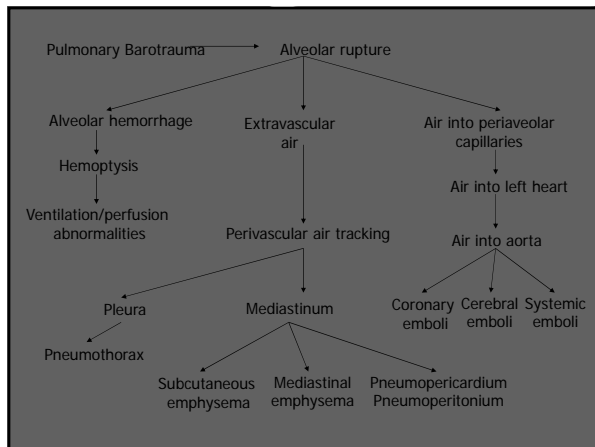 Pulmonary Barotrauma
Alveolar rupture
Alveolar hemorrhage
Extravascular
air
Air into periaveolar
capillaries
Hemoptysis
Air into left heart
Ventilation/perfusion
abnormalities
Perivascular air tracking
Air into aorta
Pleura
Mediastinum
Coronary
emboli
Cerebral
emboli
Systemic
emboli
Pneumothorax
Subcutaneous
emphysema
Mediastinal
emphysema
Pneumopericardium
Pneumoperitonium